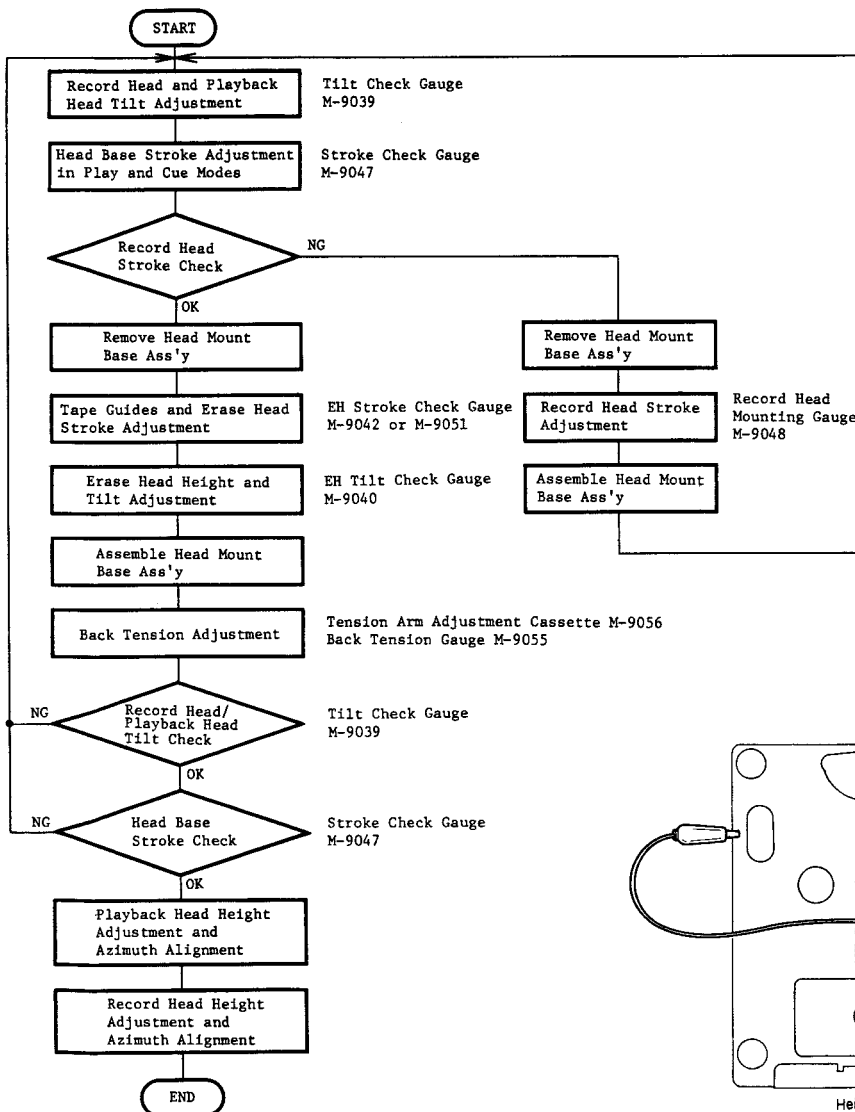 START
Record Head and Playback
Head Tilt Adjustment
Tilt Check Gauge
M-9039
Head Base Stroke Adjustment
in Play and Cue Modes
Stroke Check Gauge
M-9047
Record Head
Stroke Check
NG
OK
Remove Head Mount
Base Ass'y
Remove Head Mount
Base Ass'y
Tape Guides and Erase Head
Stroke Adjustment
EH Stroke Check Gauge
M-9042 or M-9051
Record Head Stroke
Adjustment
Record Head
Mounting Gauge
M-9048
Erase Head Height and
Tilt Adjustment
EH Tilt Check Gauge
M-9040
Assemble Head Mount
Base Ass'y
Assemble Head Mount
Base Ass'y
Back Tension Adjustment
Tension Arm Adjustment Cassette M-9056
Back Tension Gauge M-9055
NG
Record Head/
Playback Head
Tilt Check
Tilt Check Gauge
M-9039
OK
NG
Head Base
Stroke Check
Stroke Check Gauge
M-9047
OK
Playback Head Height
Adjustment and
Azimuth Alignment
Record Head Height
Adjustment and
Azimuth Alignment
END